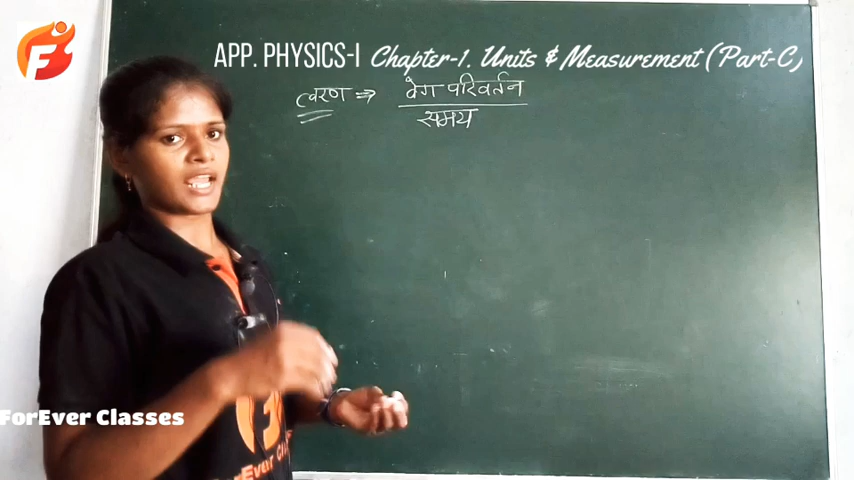 APP. PHYSICS-I Chapter-1. Units & Measurement (Part-C)
त्वरण ⇒ वेग परिवर्तन
समय
ForEver Classes